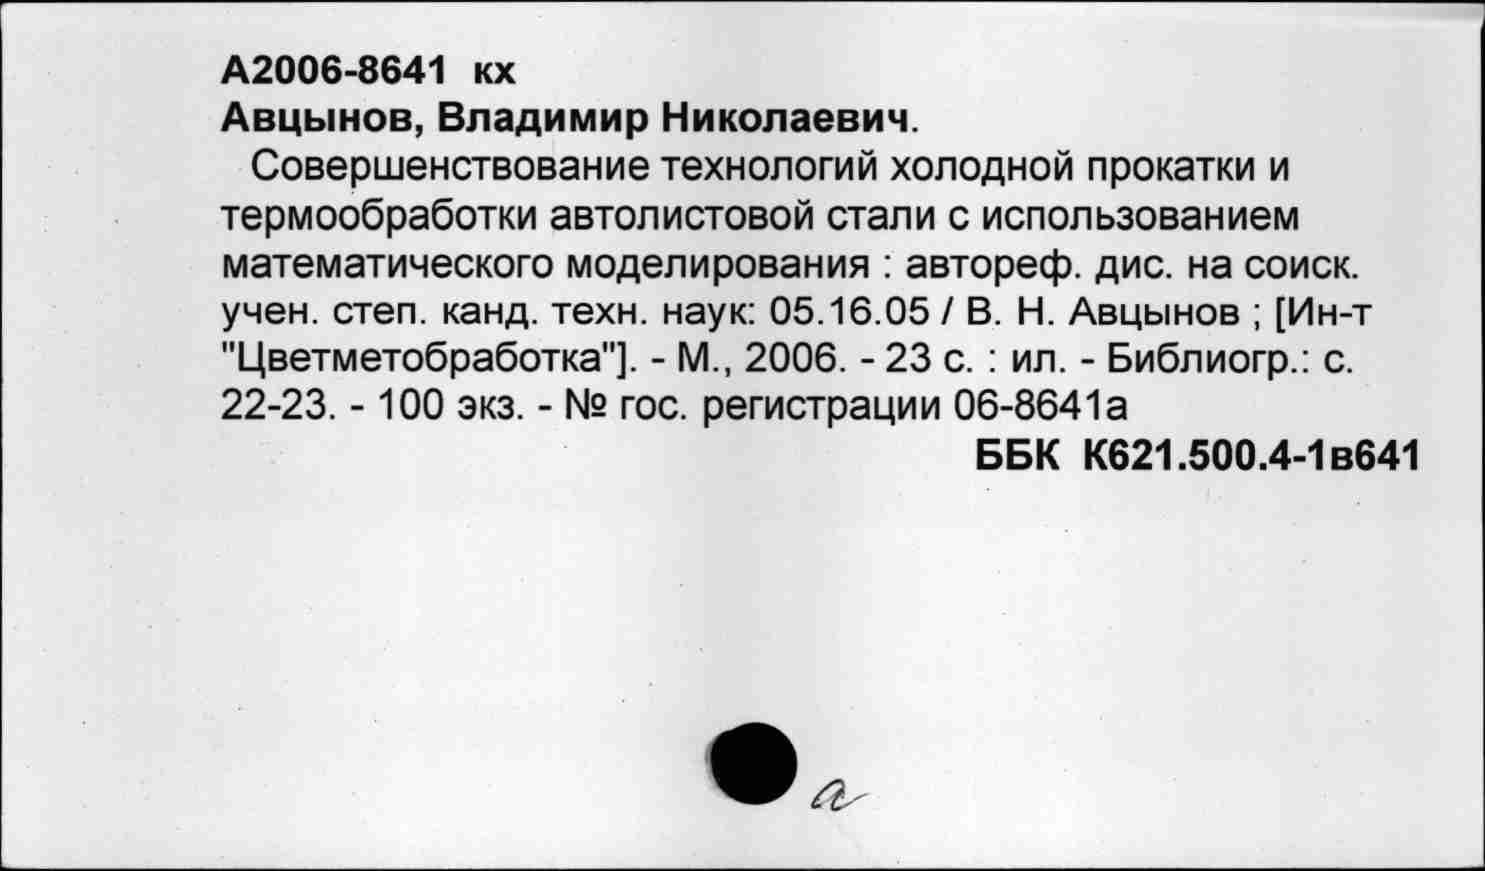 А2006-8641 кх
Авцынов, Владимир Николаевич.
Совершенствование технологий холодной прокатки и
термообработки автолистовой стали с использованием
математического моделирования : автореф. дис. на соиск.
учен. степ. канд. техн. наук: 05.16.05 / В. Н. Авцынов ; [Ин-т
"Цветметобработка"]. - М., 2006. - 23 с. : ил. - Библиогр.: с.
22-23. - 100 экз. - № гос. регистрации 06-8641а
ББК К621.500.4-1в641
а